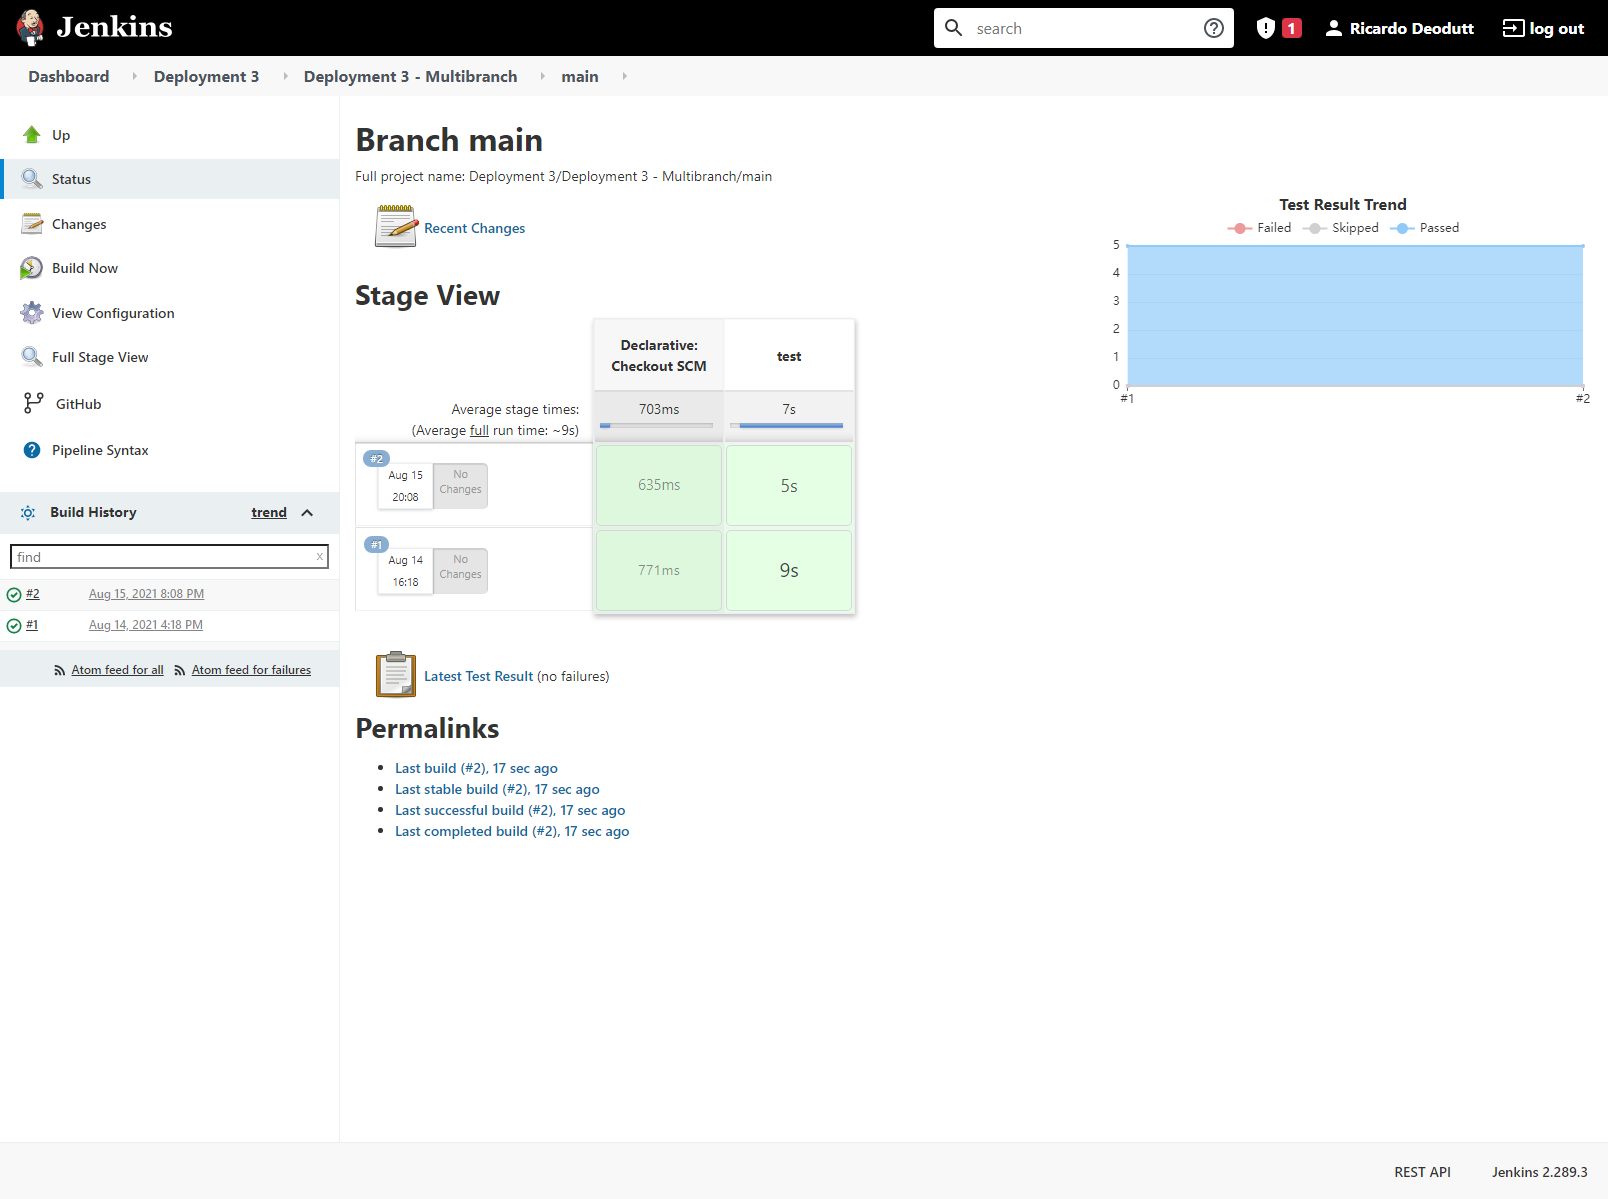 Jenkins
search
1
Ricardo Deodutt
log out
Dashboard
Deployment 3
Deployment 3 - Multibranch
main
Up
Status
Changes
Build Now
View Configuration
Full Stage View
GitHub
Pipeline Syntax
Build History
trend
find
x
#2
Aug 15, 2021 8:08 PM
#1
Aug 14, 2021 4:18 PM
Atom feed for all
Atom feed for failures
Branch main
Full project name: Deployment 3/Deployment 3 - Multibranch/main
Recent Changes
Test Result Trend
Failed
Skipped
Passed
5
4
3
2
1
0
#1
#2
Stage View
Declarative:
Checkout SCM
test
Average stage times:
(Average full run time: ~9s)
703ms
7s
#2
Aug 15
20:08
No
Changes
635ms
5s
#1
Aug 14
16:18
No
Changes
771ms
9s
Latest Test Result (no failures)
Permalinks
Last build (#2), 17 sec ago
Last stable build (#2), 17 sec ago
Last successful build (#2), 17 sec ago
Last completed build (#2), 17 sec ago
REST API
Jenkins 2.289.3